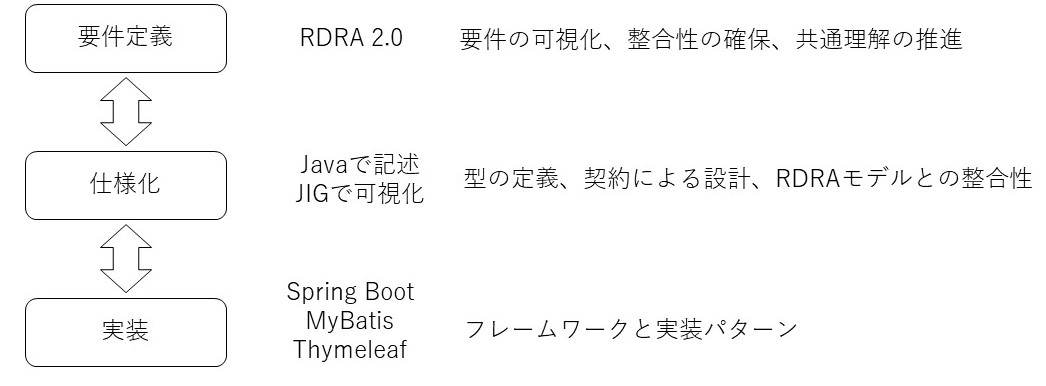 要件定義
RDRA 2.0
要件の可視化、整合性の確保、共通理解の推進
仕様化
Javaで記述
JIGで可視化
型の定義、契約による設計、RDRAモデルとの整合性
実装
Spring Boot
MyBatis
Thymeleaf
フレームワークと実装パターン